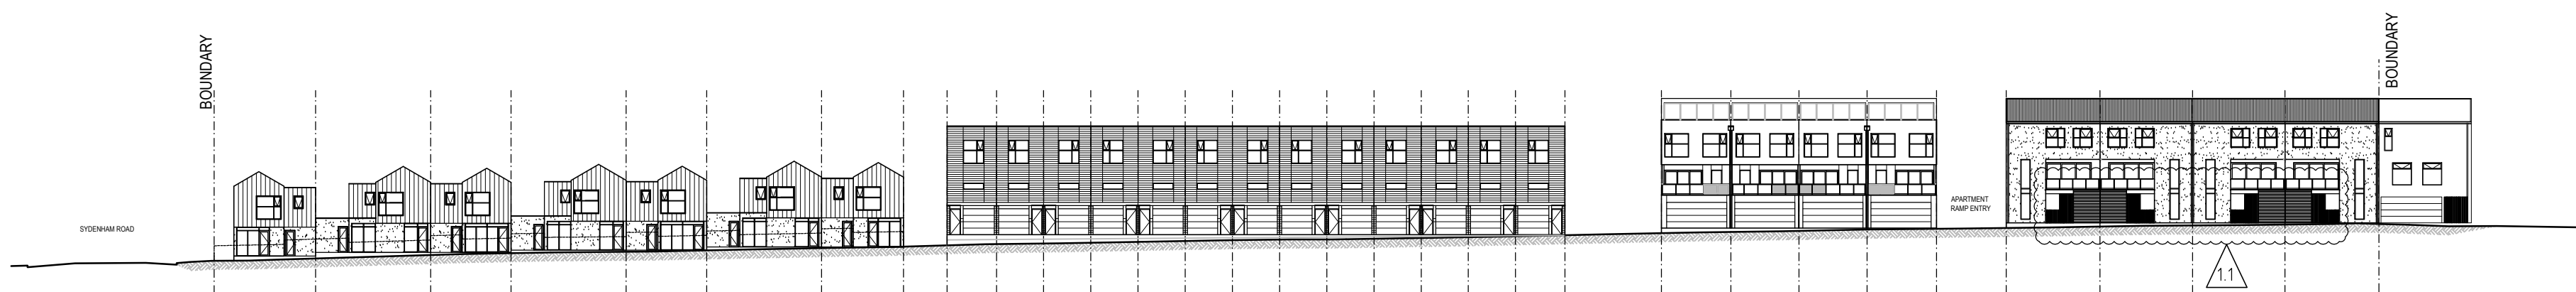 BOUNDARY
SYDENHAM ROAD
APARTMENT
RAMP ENTRY
1.1
BOUNDARY